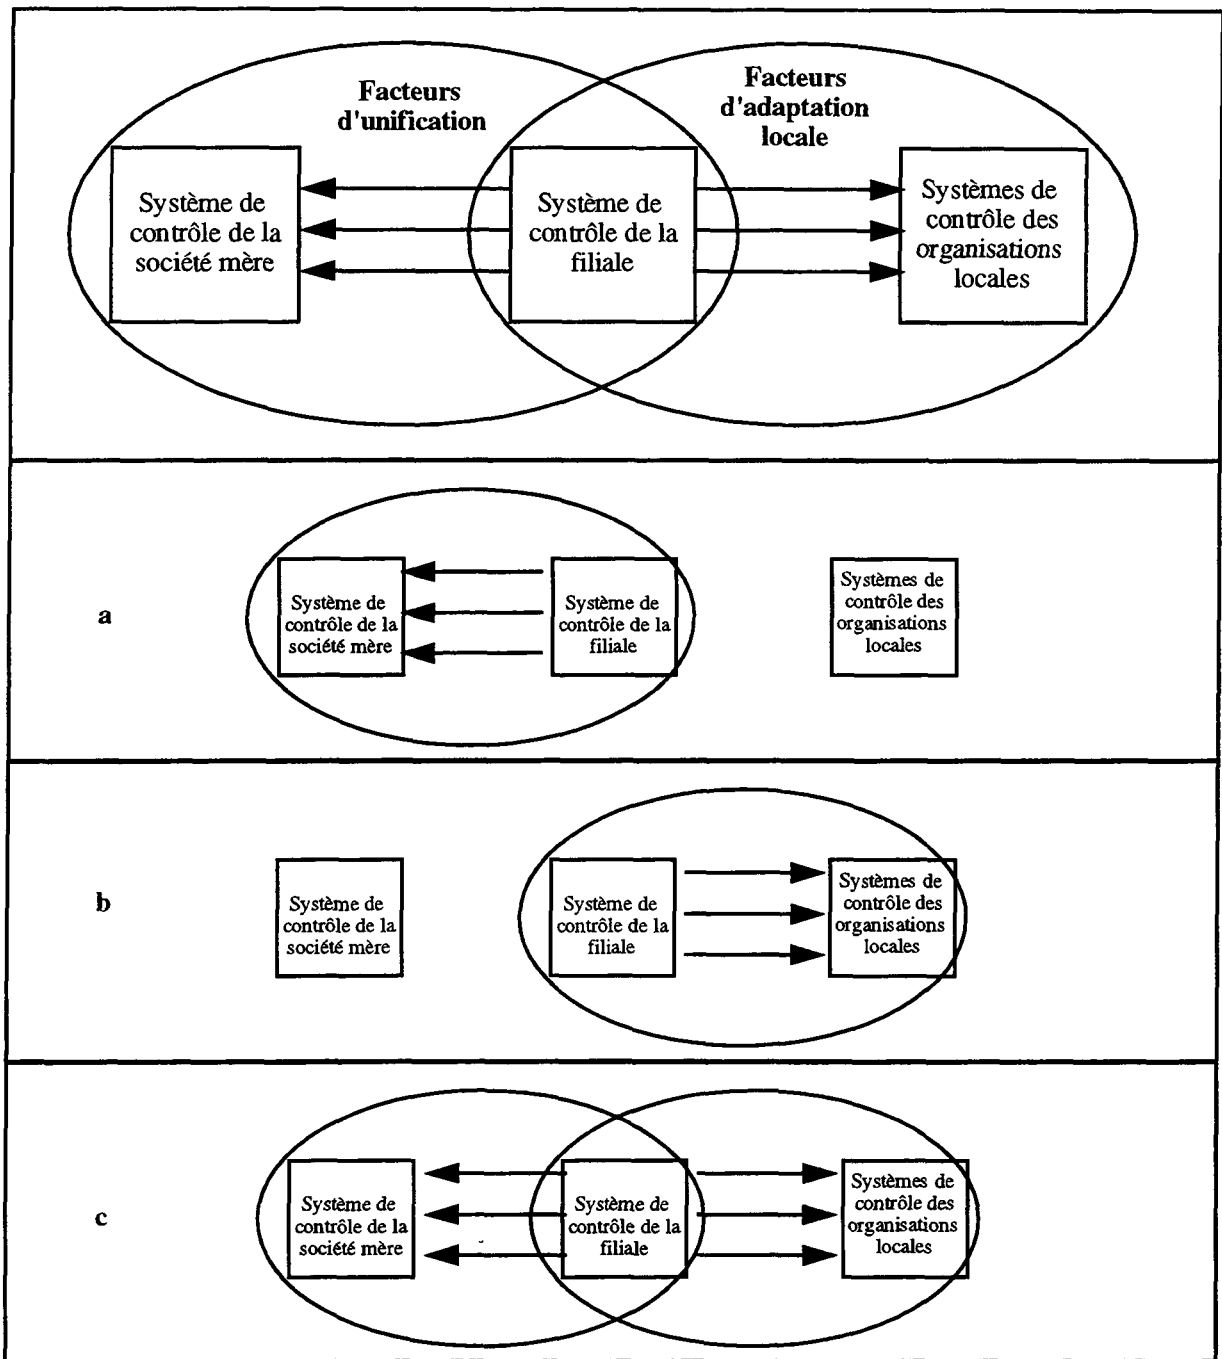 Facteurs
d'unification
Facteurs
d'adaptation
locale
Système de
contrôle de la
société mère
Système de
contrôle de la
filiale
Systèmes de
contrôle des
organisations
locales
a
Système de
contrôle de la
société mère
Système de
contrôle de la
filiale
Systèmes de
contrôle des
organisations
locales
b
Système de
contrôle de la
société mère
Système de
contrôle de la
filiale
Systèmes de
contrôle des
organisations
locales
c
Système de
contrôle de la
société mère
Système de
contrôle de la
filiale
Systèmes de
contrôle des
organisations
locales